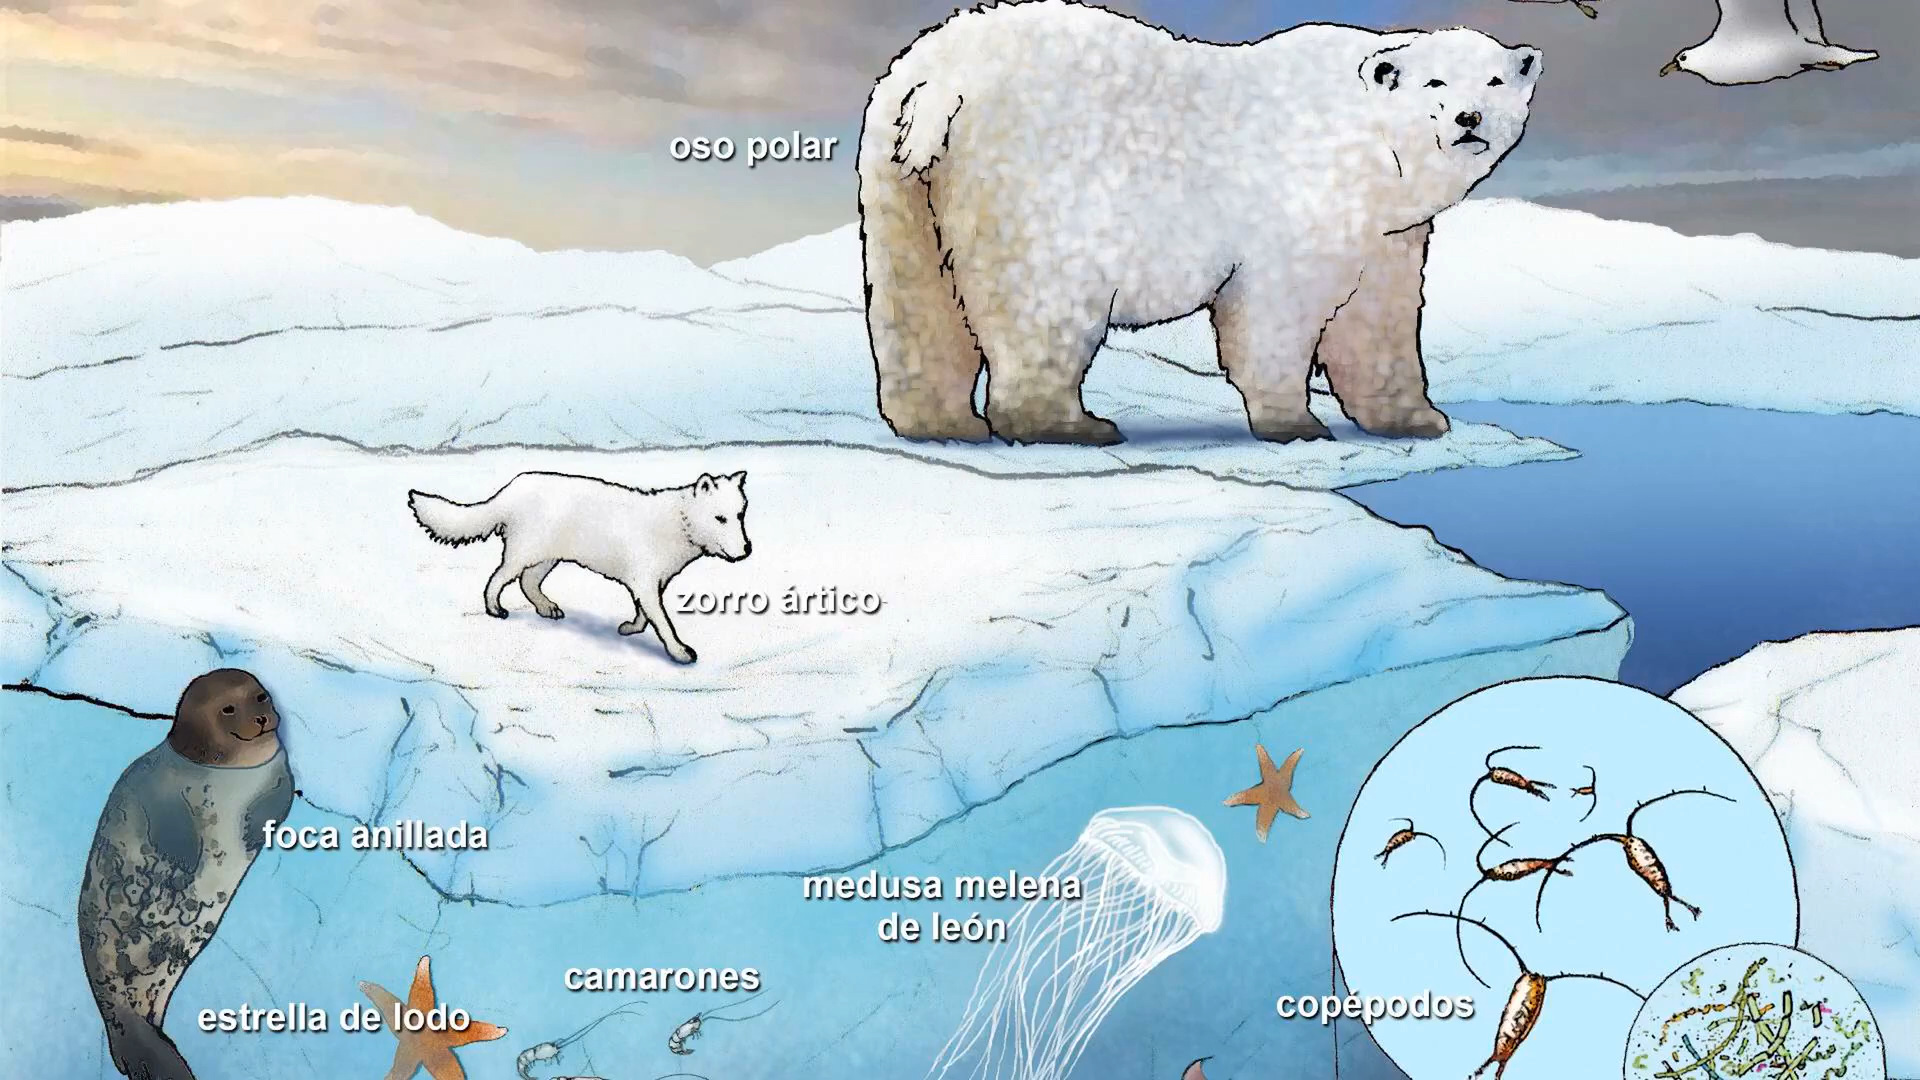 oso polar
zorro ártico
foca anillada
medusa melena
de león
camarones
copépodos
estrella de lodo